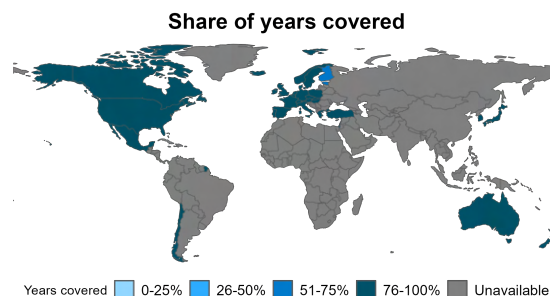 Share of years covered
Years covered 0-25% 26-50% 51-75% 76-100% Unavailable